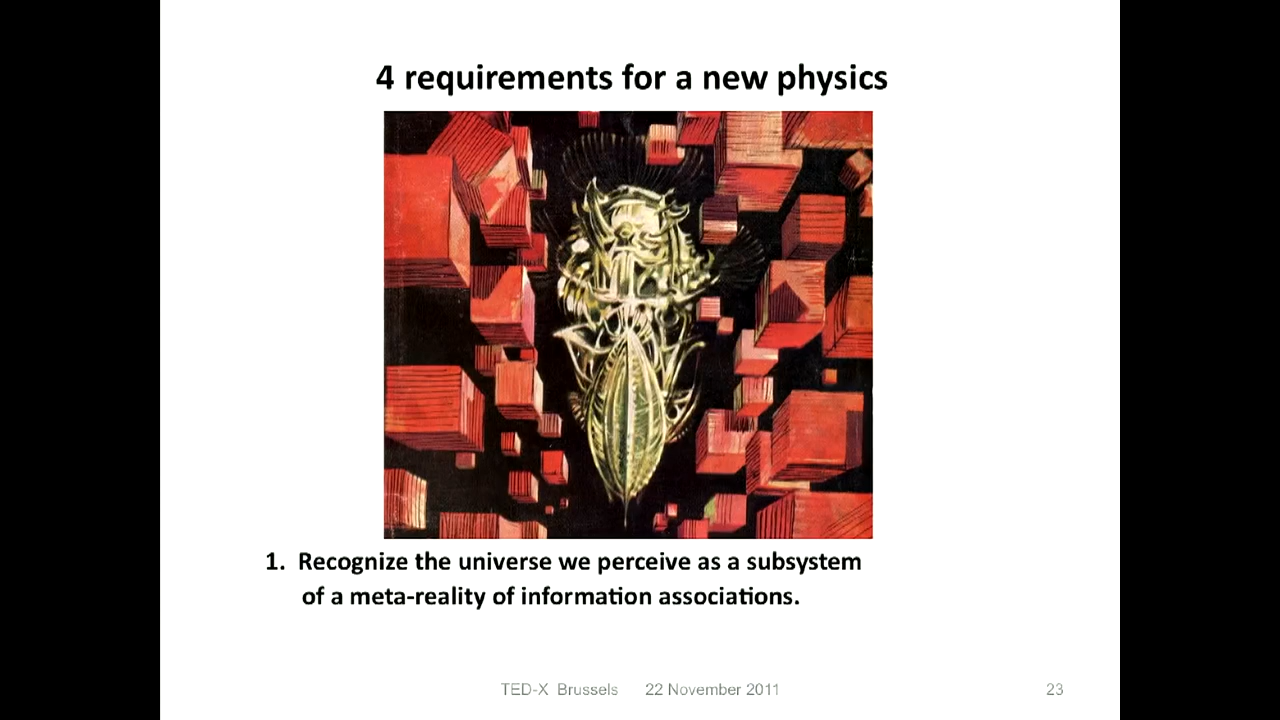 4 requirements for a new physics
1. Recognize the universe we perceive as a subsystem
of a meta-reality of information associations.
TED-X Brussels 22 November 2011 23